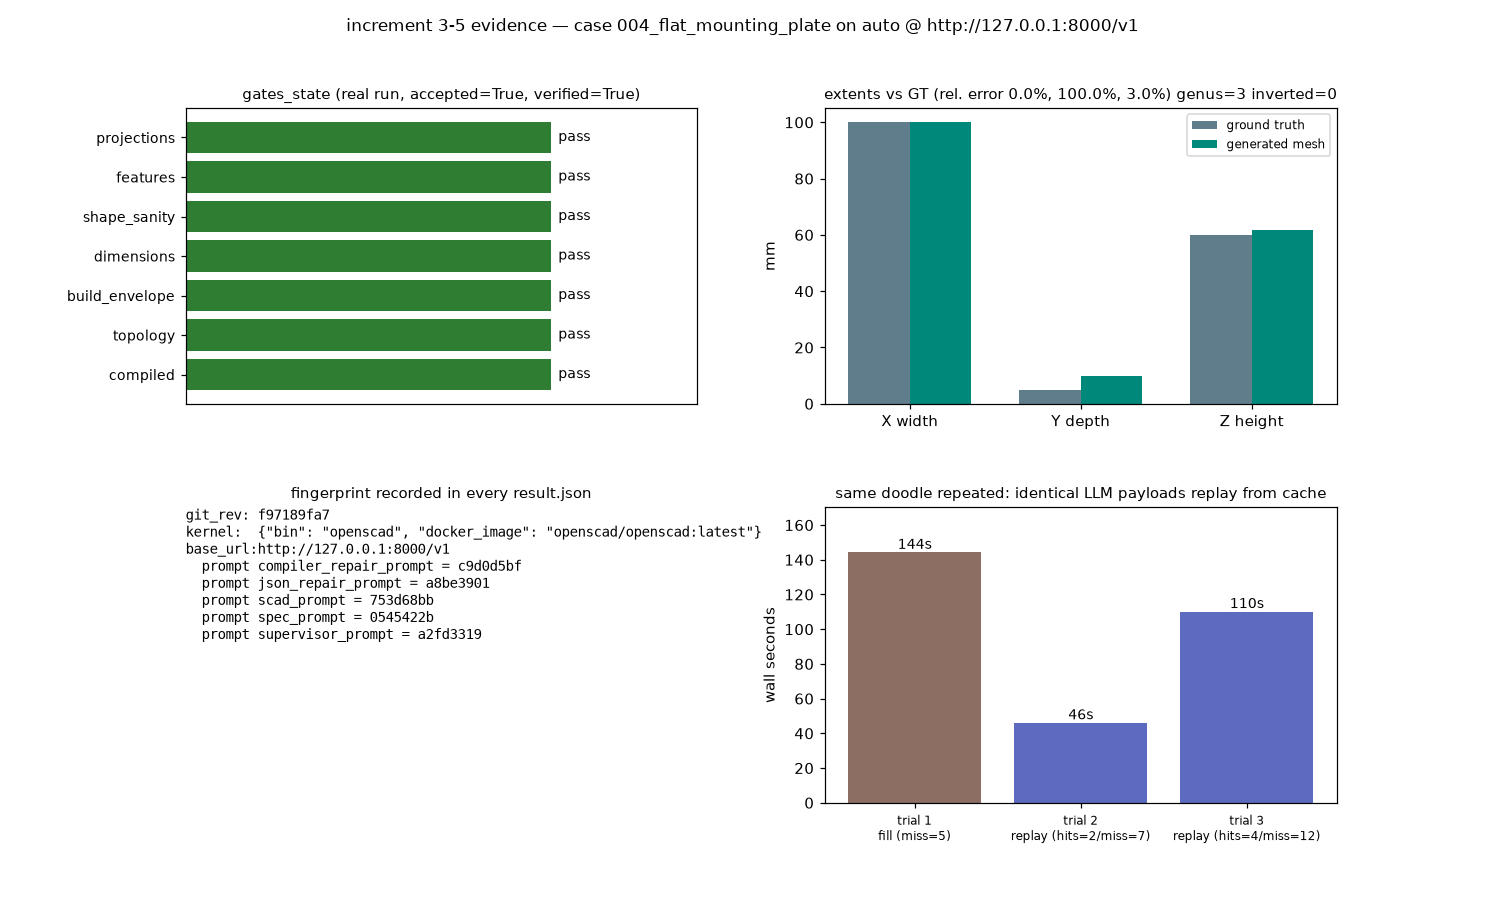 increment 3-5 evidence — case 004_flat_mounting_plate on auto @ http://127.0.0.1:8000/v1
gates_state (real run, accepted=True, verified=True)
projections
pass
features
pass
shape_sanity
pass
dimensions
pass
build_envelope
pass
topology
pass
compiled
pass
extents vs GT (rel. error 0.0%, 100.0%, 3.0%) genus=3 inverted=0
ground truth
generated mesh
mm
100
80
60
40
20
0
X width
Y depth
Z height
fingerprint recorded in every result.json
git_rev: f97189fa7
kernel:  {"bin": "openscad", "docker_image": "openscad/openscad:latest"}
base_url:http://127.0.0.1:8000/v1
prompt compiler_repair_prompt = c9d0d5bf
prompt json_repair_prompt = a8be3901
prompt scad_prompt = 753d68bb
prompt spec_prompt = 0545422b
prompt supervisor_prompt = a2fd3319
same doodle repeated: identical LLM payloads replay from cache
wall seconds
160
140
120
100
80
60
40
20
0
144s
46s
110s
trial 1
fill (miss=5)
trial 2
replay (hits=2/miss=7)
trial 3
replay (hits=4/miss=12)